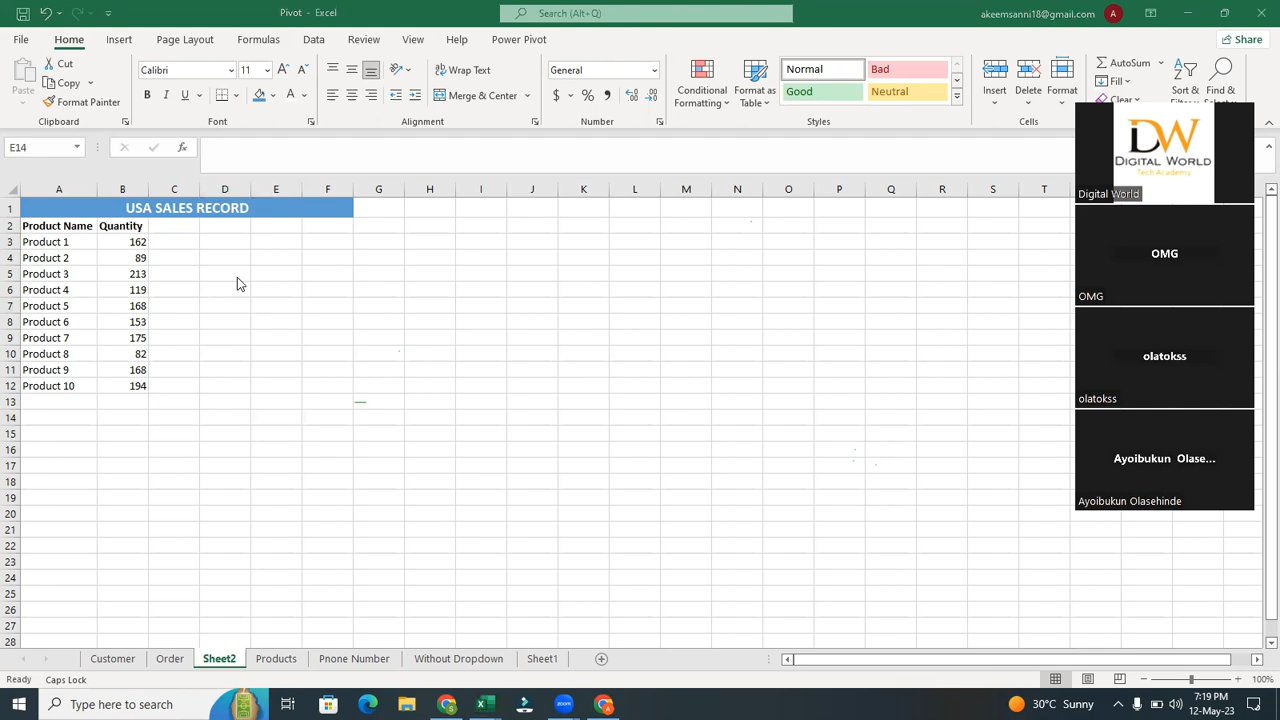 Pivot - Excel
Search (Alt+Q)
akeemsanni18@gmail.com
A
File Home Insert Page Layout Formulas Data Review View Help Power Pivot
Share
Paste
Cut
Copy
Format Painter
Clipboard
Calibri
11
B I U
Font
Wrap Text
Merge & Center
Alignment
General
$ % ,
Number
Conditional Formatting
Format as Table
Normal Bad
Good Neutral
Styles
Insert Delete Format
Cells
AutoSum
Fill
Clear
Sort & Find &
E14
fx
A B C D E F G H I J K L M N O P Q R S T
1 USA SALES RECORD
2 Product Name Quantity
3 Product 1 162
4 Product 2 89
5 Product 3 213
6 Product 4 119
7 Product 5 168
8 Product 6 153
9 Product 7 175
10 Product 8 82
11 Product 9 168
12 Product 10 194
13
14
15
16
17
18
19
20
21
22
23
24
25
26
27
28
DW
DIGITAL WORLD
Tech Academy
Digital World
OMG
OMG
olatokss
olatokss
Ayoibukun Olase...
Ayoibukun Olasehinde
Customer Order Sheet2 Products Pnone Number Without Dropdown Sheet1
Ready Caps Lock
100%
Type here to search
zoom
30°C Sunny
7:19 PM
12-May-23